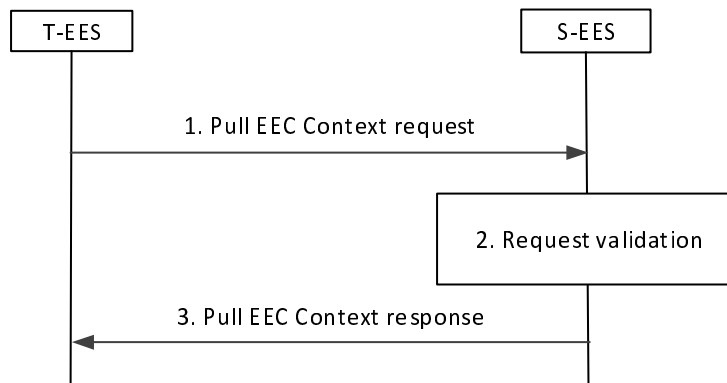 T-EES
S-EES
1. Pull EEC Context request
2. Request validation
3. Pull EEC Context response